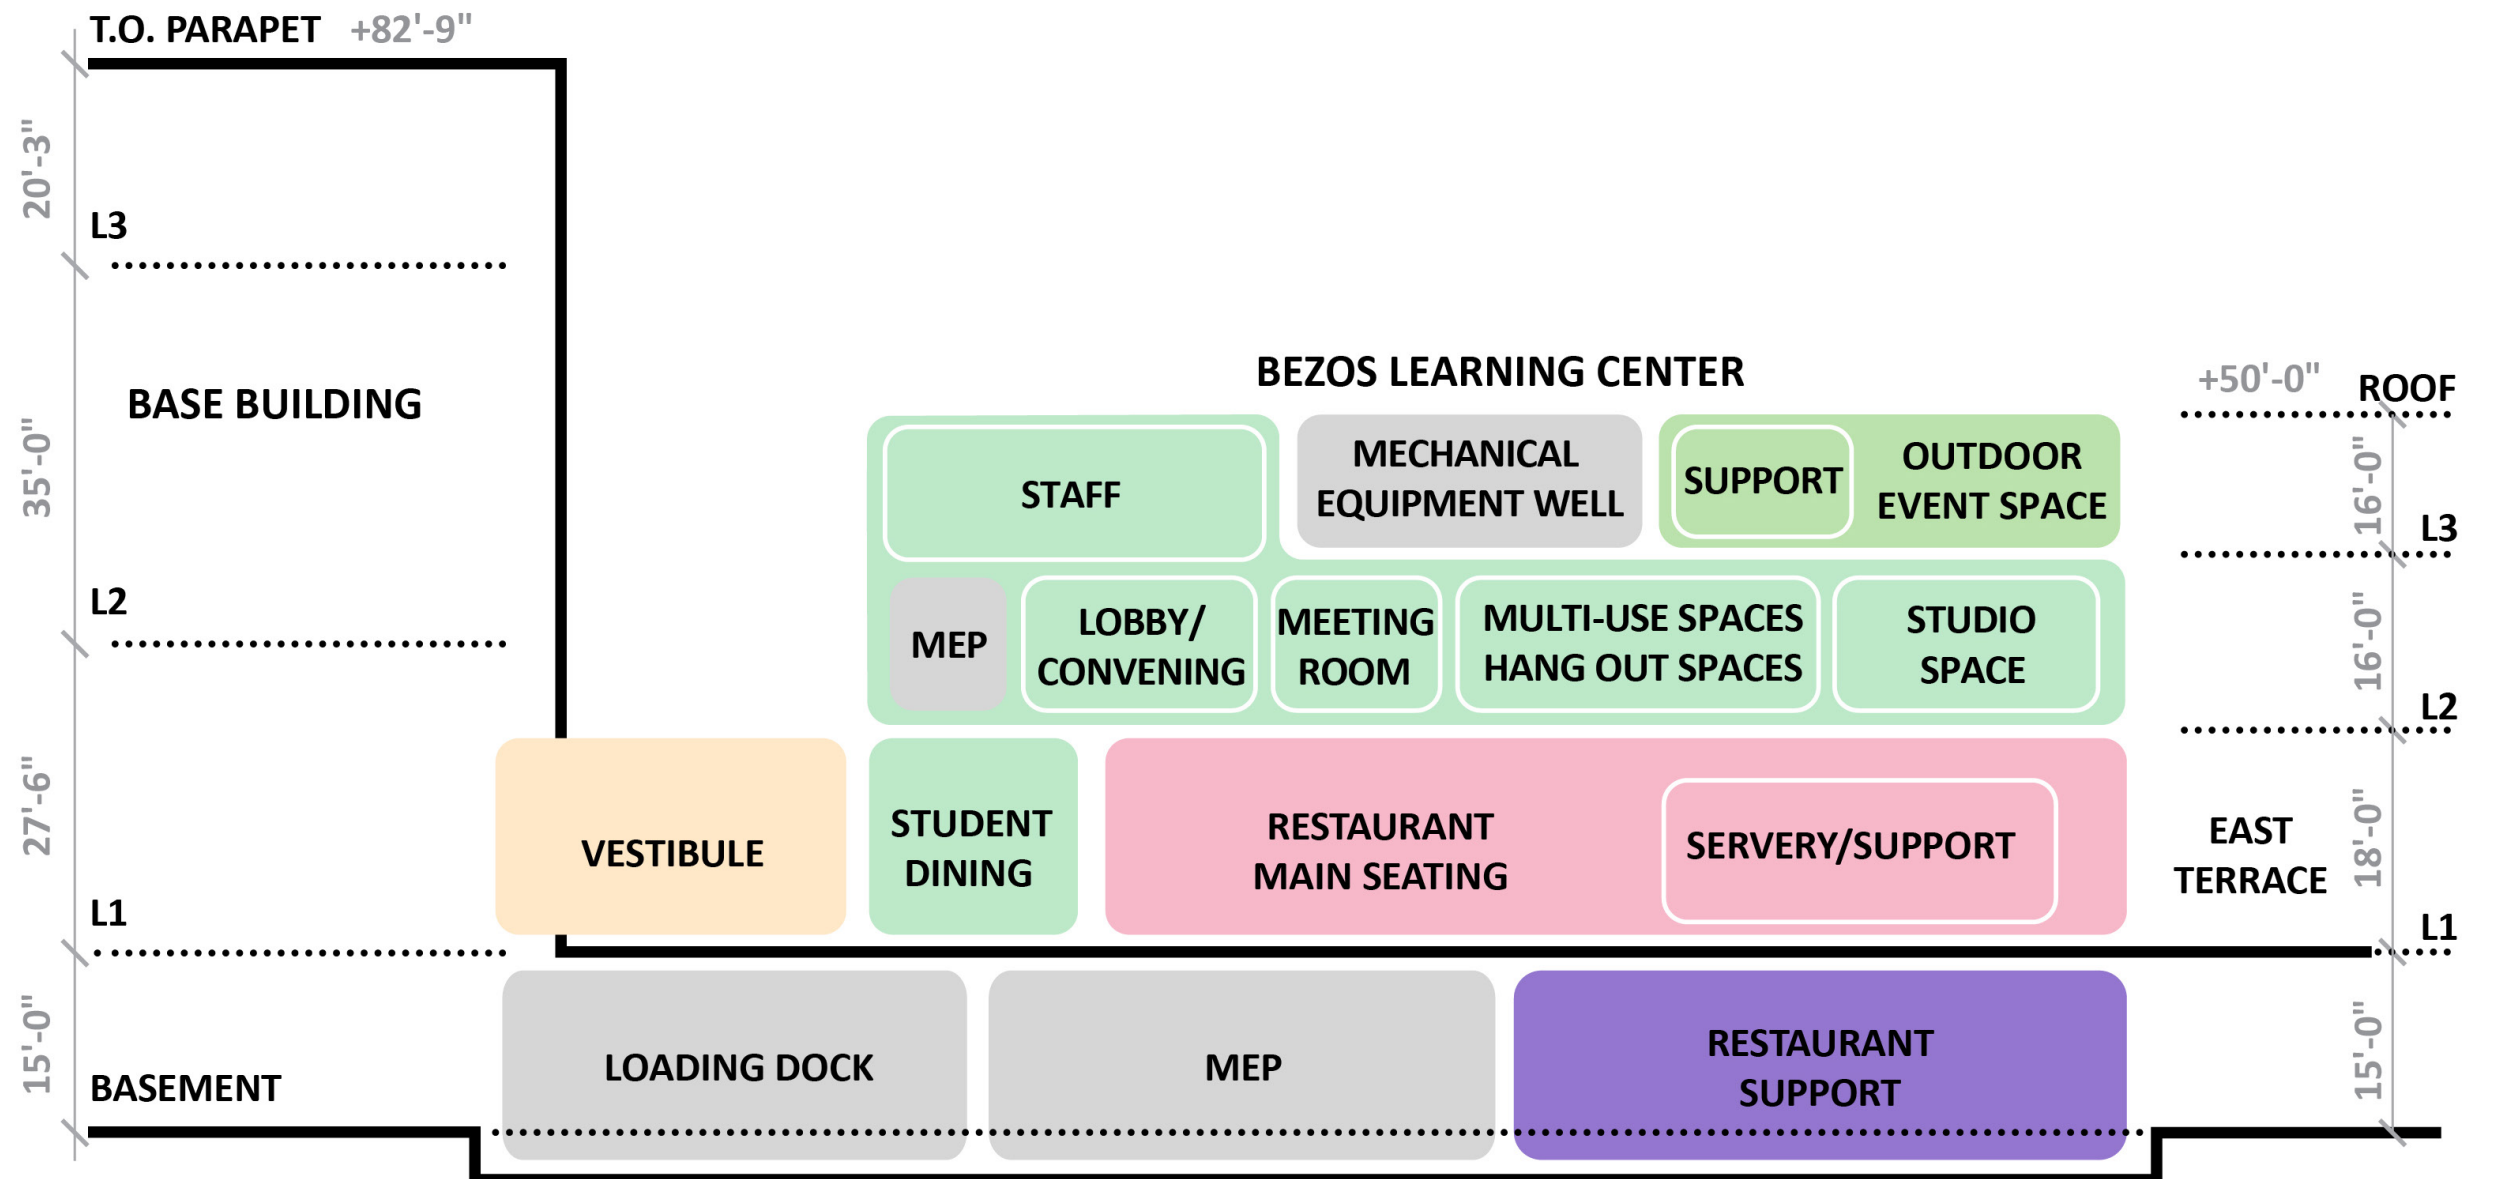 T.O. PARAPET +82'-9"
20'-3"
L3
BASE BUILDING
35'-0"
L2
27'-6"
L1
15'-0"
BASEMENT
BEZOS LEARNING CENTER
STAFF
MECHANICAL
EQUIPMENT WELL
SUPPORT
OUTDOOR
EVENT SPACE
MEP
LOBBY/
CONVENING
MEETING
ROOM
MULTI-USE SPACES
HANG OUT SPACES
STUDIO
SPACE
VESTIBULE
STUDENT
DINING
RESTAURANT
MAIN SEATING
SERVERY/SUPPORT
LOADING DOCK
MEP
RESTAURANT
SUPPORT
+50'-0" ROOF
16'-0"
L3
16'-0"
L2
EAST
TERRACE
18'-0"
L1
15'-0"